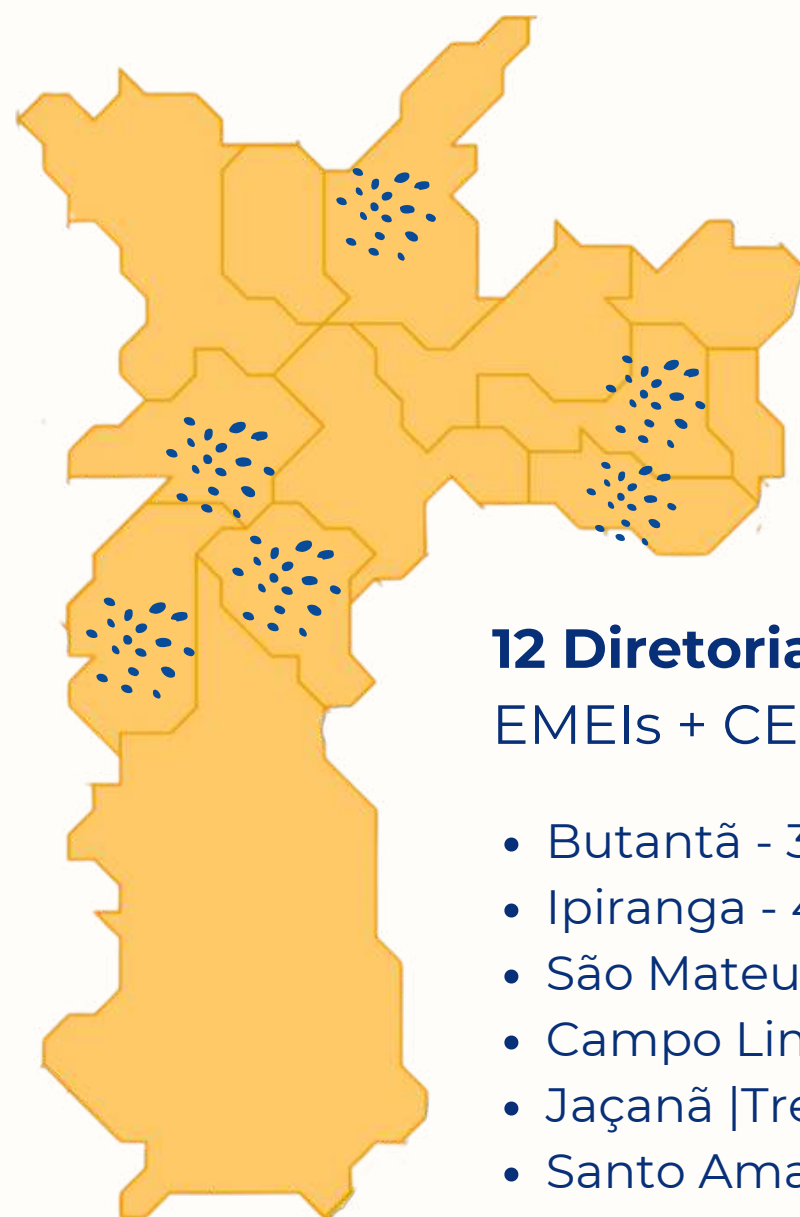 12 Diretoria
EMEIs + CE
• Butantã - 3
• Ipiranga - 4
• São Mateu
• Campo Lin
• Jaçanã |Tre
• Santo Ama